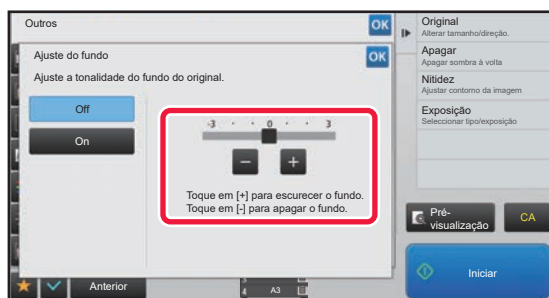 Outros
OK
Ajuste do fundo
OK
Ajuste a tonalidade do fundo do original.
Off
On
-3 0 3
Toque em [+] para escurecer o fundo.
Toque em [-] para apagar o fundo.
Original
Alterar tamanho/direção.
Apagar
Apagar sombra à volta
Nitidez
Ajustar contorno da imagem
Exposição
Seleccionar tipo/exposição
Pré-
visualização
CA
Anterior
4 A3
Iniciar